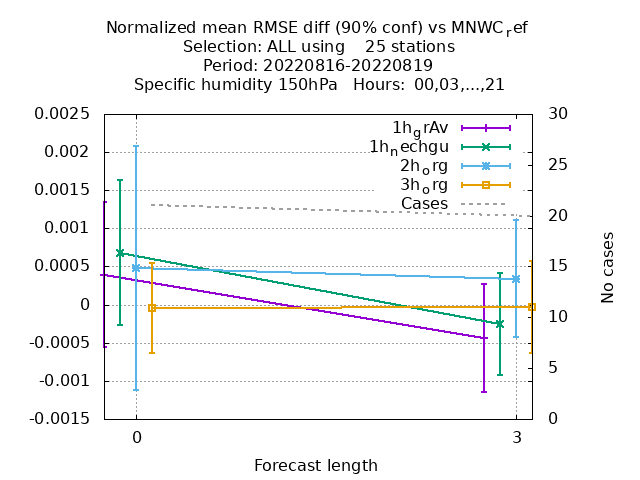 Normalized mean RMSE diff (90% conf) vs MNWC_ref
Selection: ALL using 25 stations
Period: 20220816-20220819
Specific humidity 150hPa Hours: 00,03,...,21
0.0025
0.002
0.0015
0.001
0.0005
0
-0.0005
-0.001
-0.0015
30
25
20
15
10
5
0
1h_grAv
1h_nechgu
2h_org
3h_org
Cases
No cases
0 3
Forecast length